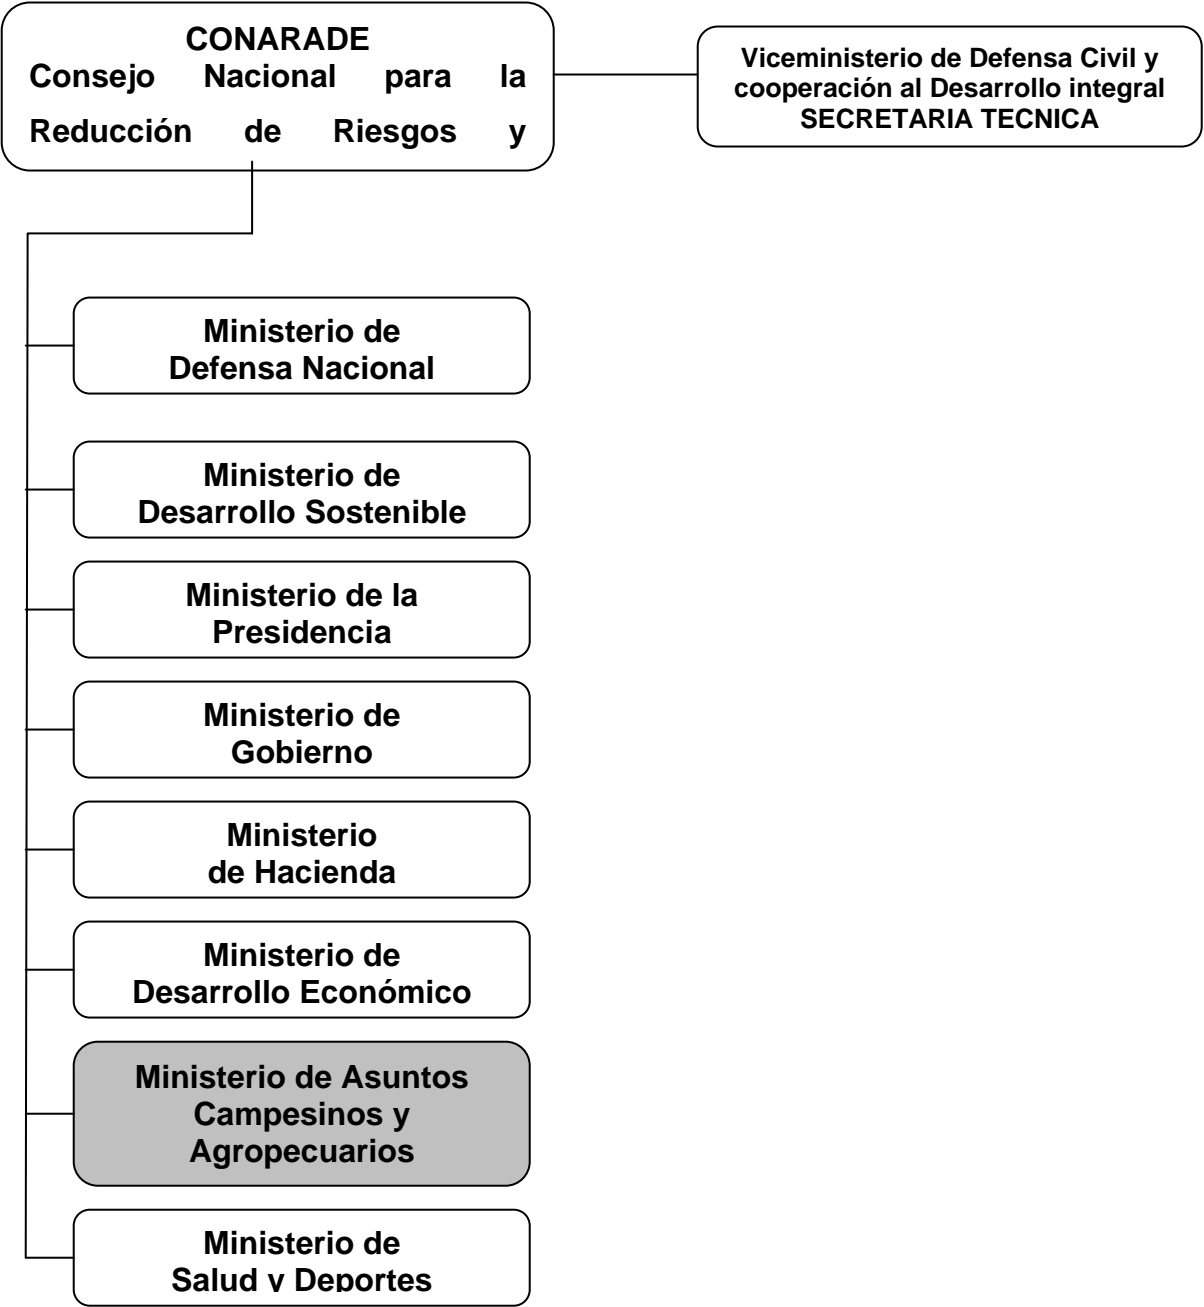 CONARADE
Consejo Nacional para la
Reducción de Riesgos y
Viceministerio de Defensa Civil y
cooperación al Desarrollo integral
SECRETARIA TECNICA
Ministerio de
Defensa Nacional
Ministerio de
Desarrollo Sostenible
Ministerio de la
Presidencia
Ministerio de
Gobierno
Ministerio
de Hacienda
Ministerio de
Desarrollo Económico
Ministerio de Asuntos
Campesinos y
Agropecuarios
Ministerio de
Salud y Deportes